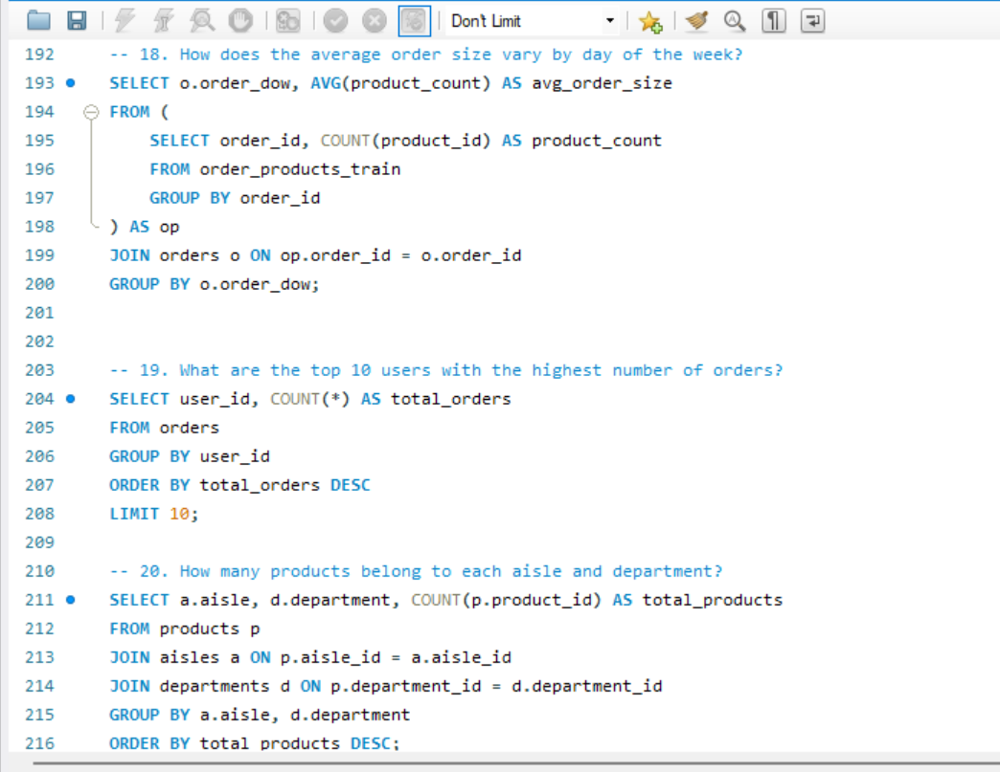 Don't Limit
192 -- 18. How does the average order size vary by day of the week?
193 SELECT o.order_dow, AVG(product_count) AS avg_order_size
194 FROM (
195 SELECT order_id, COUNT(product_id) AS product_count
196 FROM order_products_train
197 GROUP BY order_id
198 ) AS op
199 JOIN orders o ON op.order_id = o.order_id
200 GROUP BY o.order_dow;
201
202
203 -- 19. What are the top 10 users with the highest number of orders?
204 SELECT user_id, COUNT(*) AS total_orders
205 FROM orders
206 GROUP BY user_id
207 ORDER BY total_orders DESC
208 LIMIT 10;
209
210 -- 20. How many products belong to each aisle and department?
211 SELECT a.aisle, d.department, COUNT(p.product_id) AS total_products
212 FROM products p
213 JOIN aisles a ON p.aisle_id = a.aisle_id
214 JOIN departments d ON p.department_id = d.department_id
215 GROUP BY a.aisle, d.department
216 ORDER BY total_products DESC;